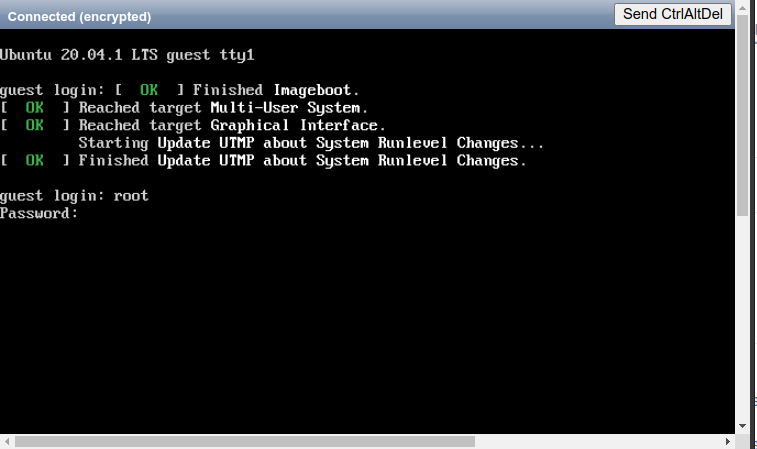 Connected (encrypted)
Send CtrlAltDel
Ubuntu 20.04.1 LTS guest tty1
guest login: [  OK  ] Finished Imageboot.
[  OK  ] Reached target Multi-User System.
[  OK  ] Reached target Graphical Interface.
         Starting Update UTMP about System Runlevel Changes...
[  OK  ] Finished Update UTMP about System Runlevel Changes.
guest login: root
Password: